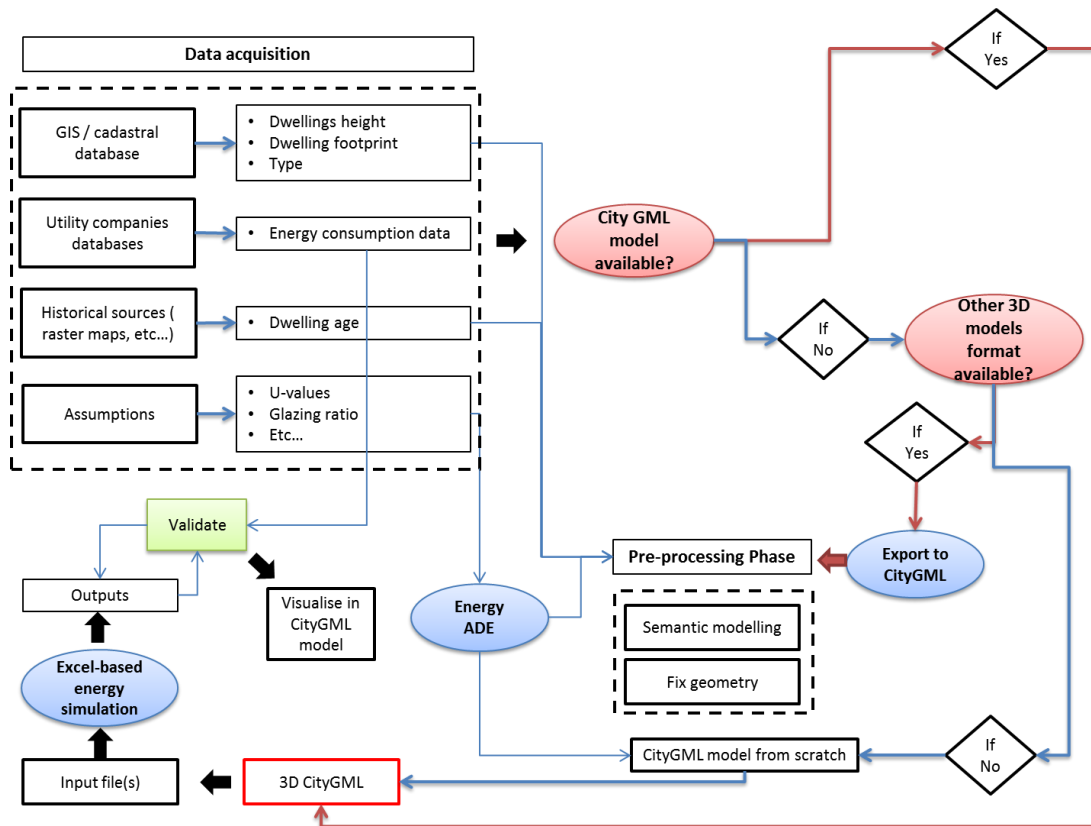 Data acquisition
If
Yes
GIS / cadastral
database
• Dwellings height
• Dwelling footprint
• Type
Utility companies
databases
• Energy consumption data
City GML
model
available?
Historical sources (
raster maps, etc...)
• Dwelling age
If
No
Other 3D
models
format
available?
Assumptions
• U-values
• Glazing ratio
• Etc...
If
Yes
Validate
Pre-processing Phase
Export to
CityGML
Outputs
Visualise in
CityGML
model
Energy
ADE
Semantic modelling
Fix geometry
Excel-based
energy
simulation
CityGML model from scratch
If
No
Input file(s)
3D CityGML